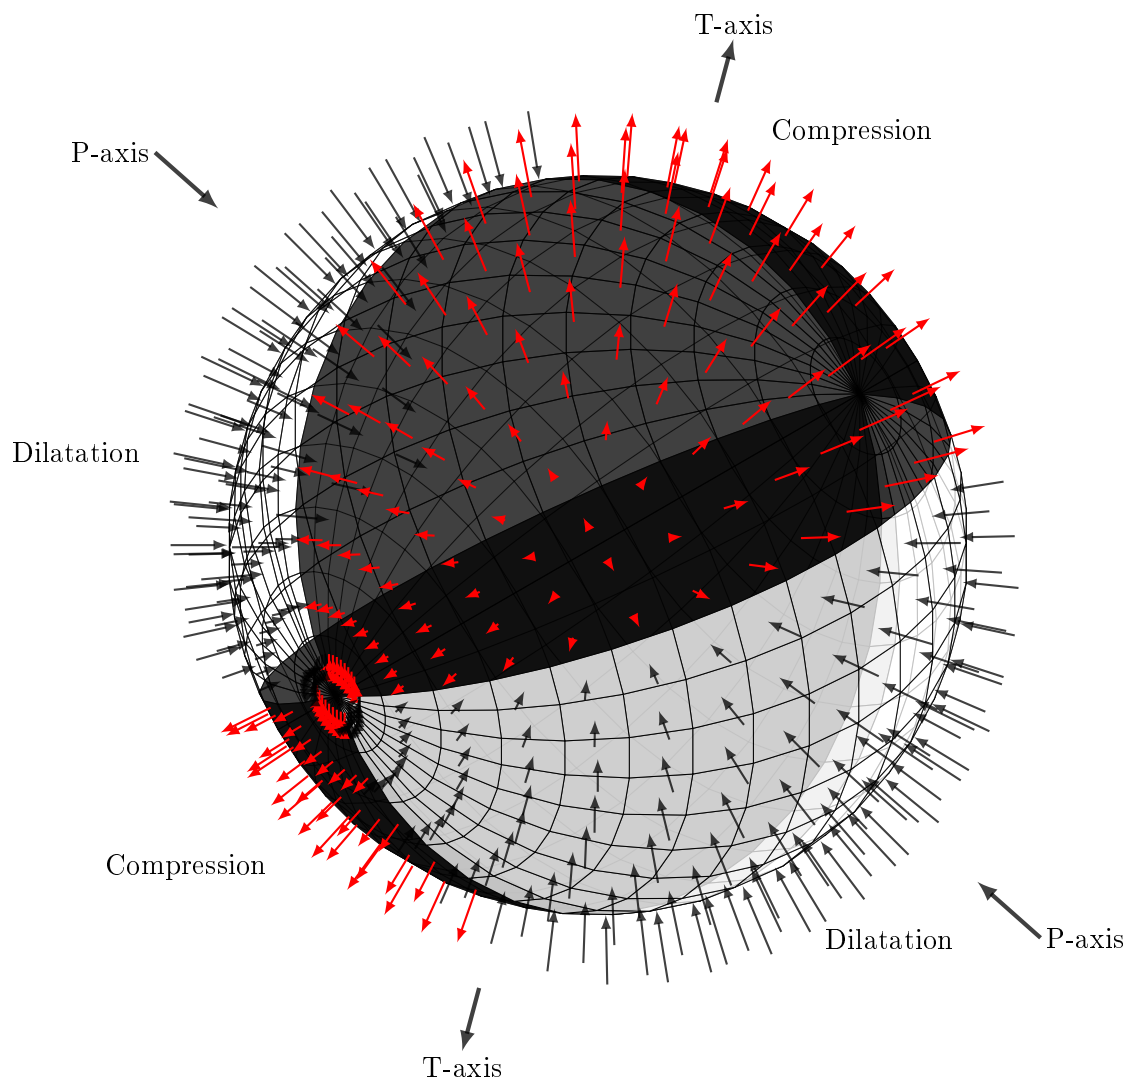 T-axis
Compression
P-axis
Dilatation
Compression
Dilatation
P-axis
T-axis